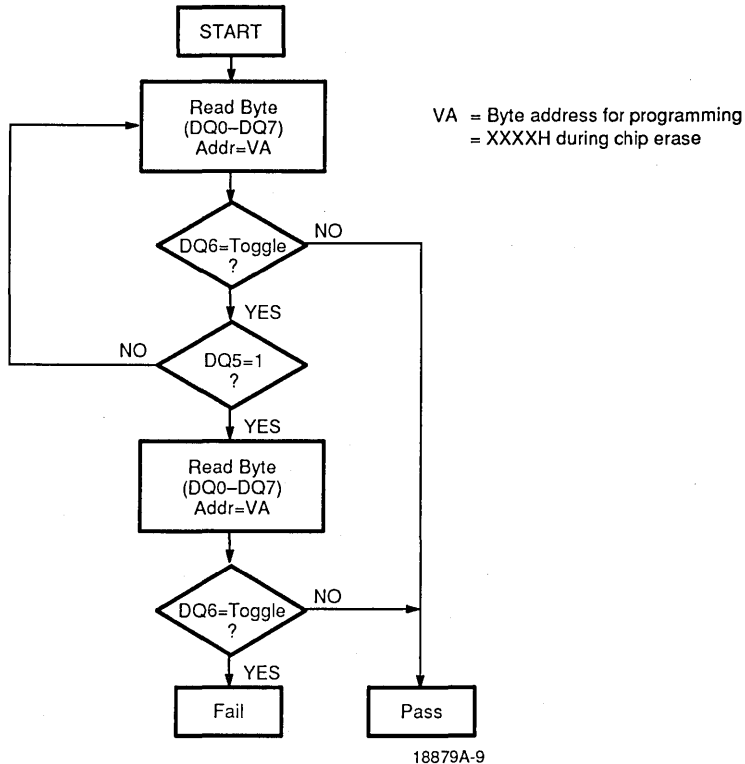 START
Read Byte
(DQ0–DQ7)
Addr=VA
VA = Byte address for programming
= XXXXH during chip erase
DQ6=Toggle
?
NO
YES
NO
DQ5=1
?
YES
Read Byte
(DQ0–DQ7)
Addr=VA
DQ6=Toggle
?
NO
YES
Fail
Pass
18879A-9